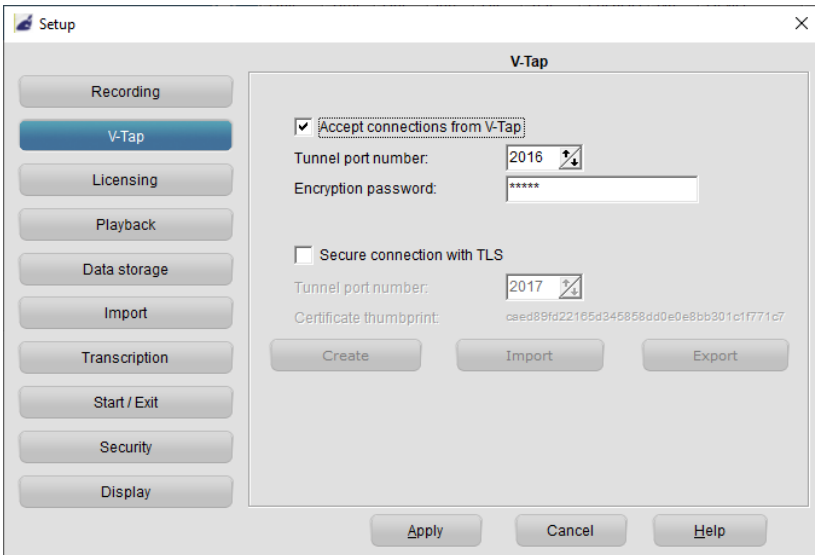 Setup
V-Tap
Recording
V-Tap
Licensing
Playback
Data storage
Import
Transcription
Start / Exit
Security
Display
Accept connections from V-Tap
Tunnel port number: 2016
Encryption password: *****
Secure connection with TLS
Tunnel port number: 2017
Certificate thumbprint: caed89fd22165d345858dd0e0e8bb301c1f771c7
Create Import Export
Apply Cancel Help